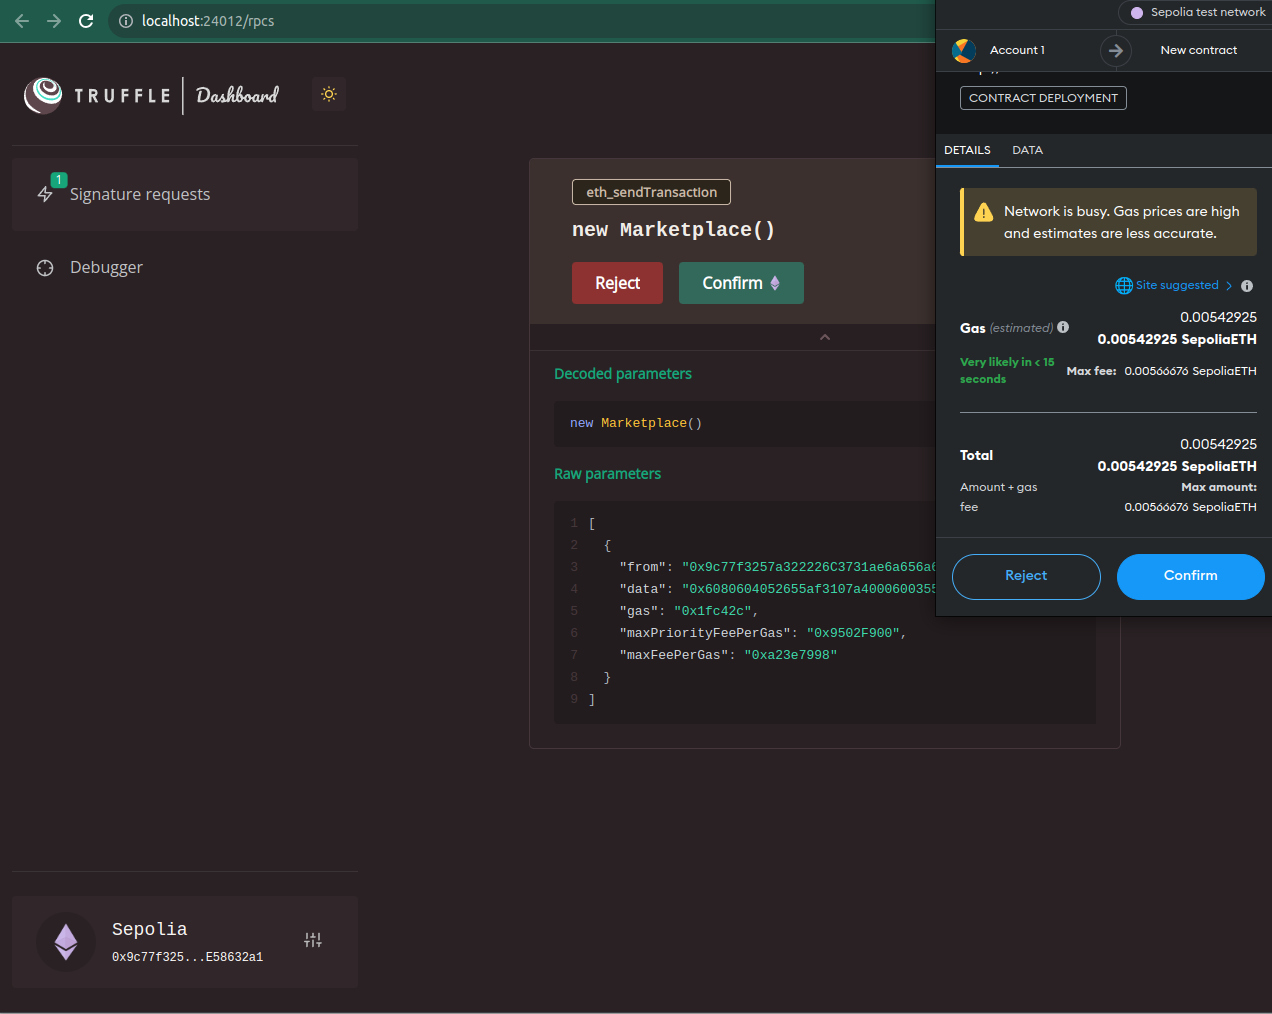 localhost:24012/rpcs
TRUFFLE Dashboard
1
Signature requests
Debugger
eth_sendTransaction
new Marketplace()
Reject
Confirm
Decoded parameters
new Marketplace()
Raw parameters
1 [
2 {
3 "from": "0x9c77f3257a322226C3731ae6a656a6
4 "data": "0x6080604052655af3107a4000600355
5 "gas": "0x1fc42c",
6 "maxPriorityFeePerGas": "0x9502F900",
7 "maxFeePerGas": "0xa23e7998"
8 }
9 ]
Sepolia
0x9c77f325...E58632a1
Sepolia test network
Account 1
New contract
CONTRACT DEPLOYMENT
DETAILS
DATA
Network is busy. Gas prices are high
and estimates are less accurate.
Site suggested >
0.00542925
Gas (estimated)
0.00542925 SepoliaETH
Very likely in < 15
seconds
Max fee: 0.00566676 SepoliaETH
0.00542925
Total
0.00542925 SepoliaETH
Amount + gas
fee
Max amount:
0.00566676 SepoliaETH
Reject
Confirm